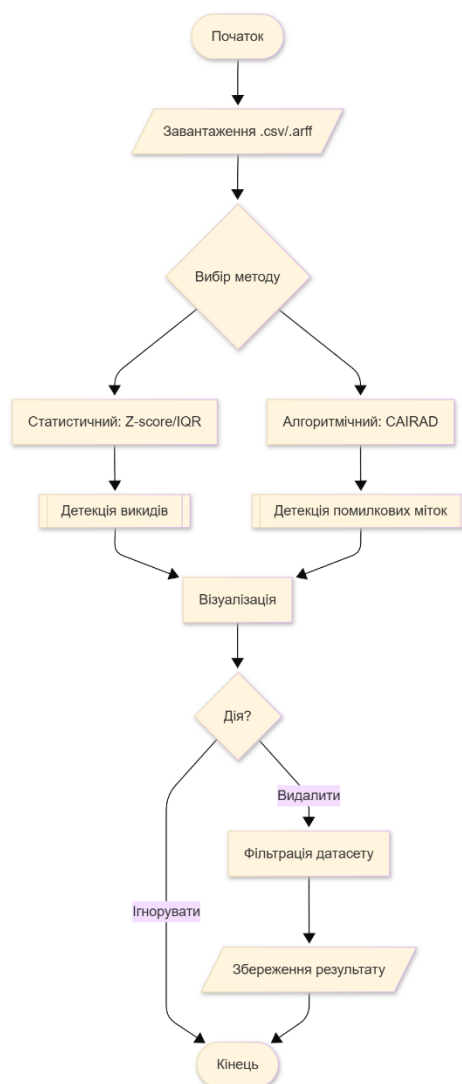 Початок
Завантаження .csv/.arff
Вибір методу
Статистичний: Z-score/IQR
Алгоритмічний: CAIRAD
Детекція викидів
Детекція помилкових міток
Візуалізація
Дія?
Видалити
Фільтрація датасету
Ігнорувати
Збереження результату
Кінець